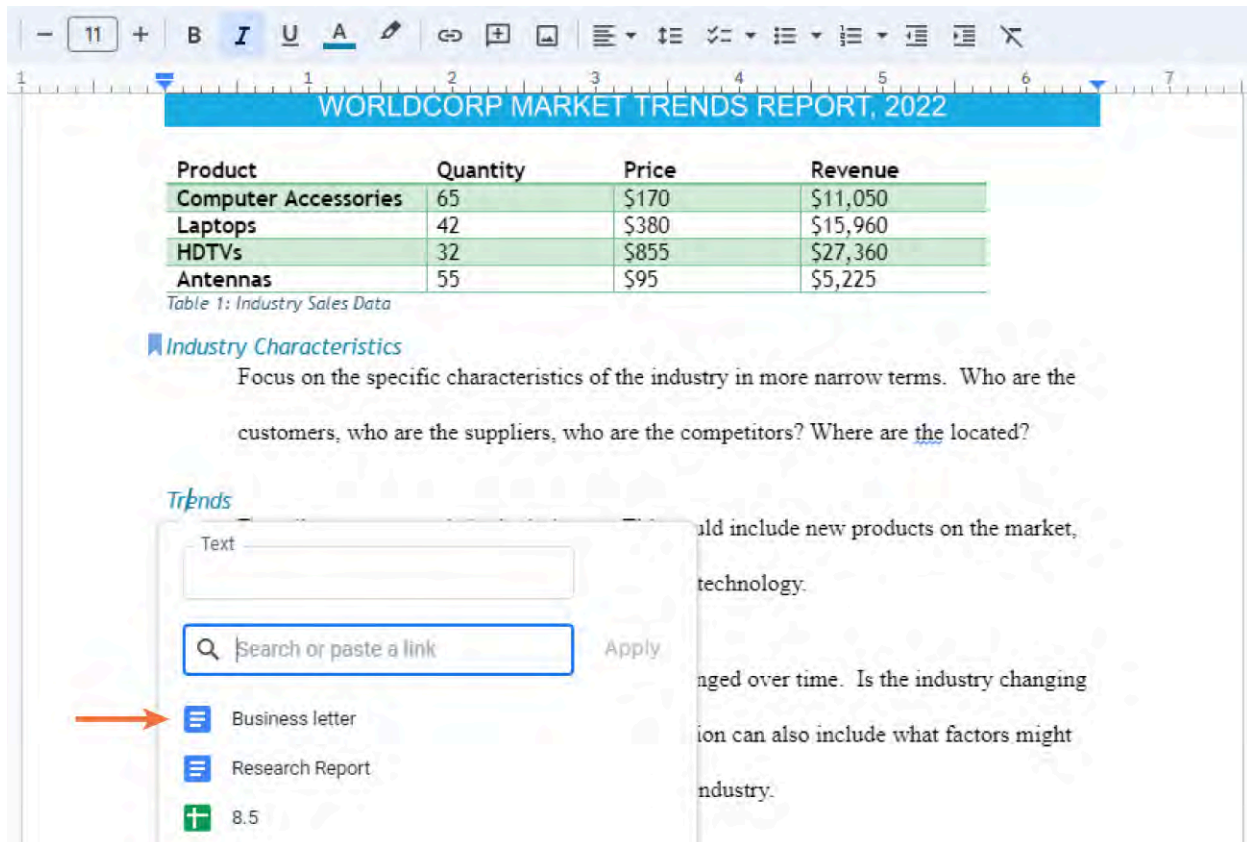 11 B I U A
1 1 2 3 4 5 6 7
WORLDCORP MARKET TRENDS REPORT, 2022
Product Quantity Price Revenue
Computer Accessories 65 $170 $11,050
Laptops 42 $380 $15,960
HDTVs 32 $855 $27,360
Antennas 55 $95 $5,225
Table 1: Industry Sales Data
Industry Characteristics
Focus on the specific characteristics of the industry in more narrow terms. Who are the
customers, who are the suppliers, who are the competitors? Where are the located?
Trends
include new products on the market,
Text
technology.
Search or paste a link Apply
over time. Is the industry changing
Business letter
can also include what factors might
Research Report
8.5